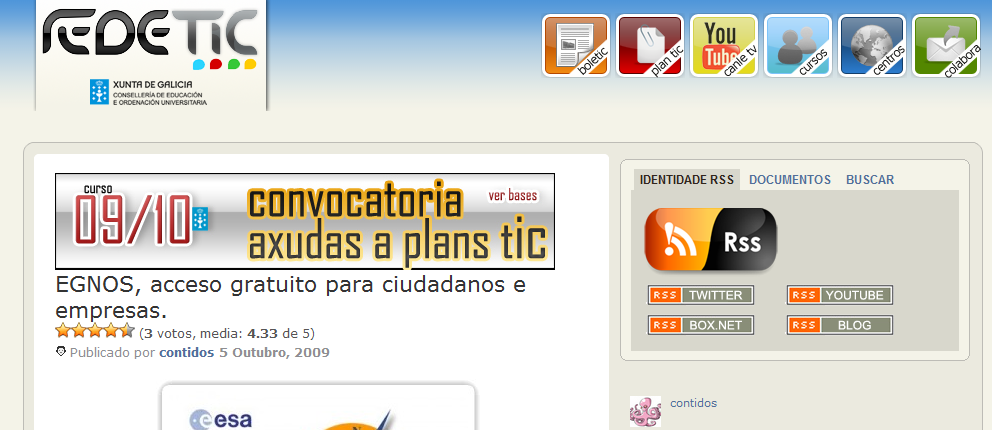 REDETIC
XUNTA DE GALICIA
CONSELLERÍA DE EDUCACIÓN
E ORDENACIÓN UNIVERSITARIA
boletic
plan tic
You
Tube
canle tv
cursos
centros
colabora
curso
09/10
convocatoria
axudas a plans tic
ver bases
EGNOS, acceso gratuito para ciudadanos e
empresas.
(3 votos, media: 4.33 de 5)
Publicado por contidos 5 Outubro, 2009
esa
IDENTIDADE RSS DOCUMENTOS BUSCAR
Rss
RSS TWITTER RSS YOUTUBE
RSS BOX.NET RSS BLOG
contidos